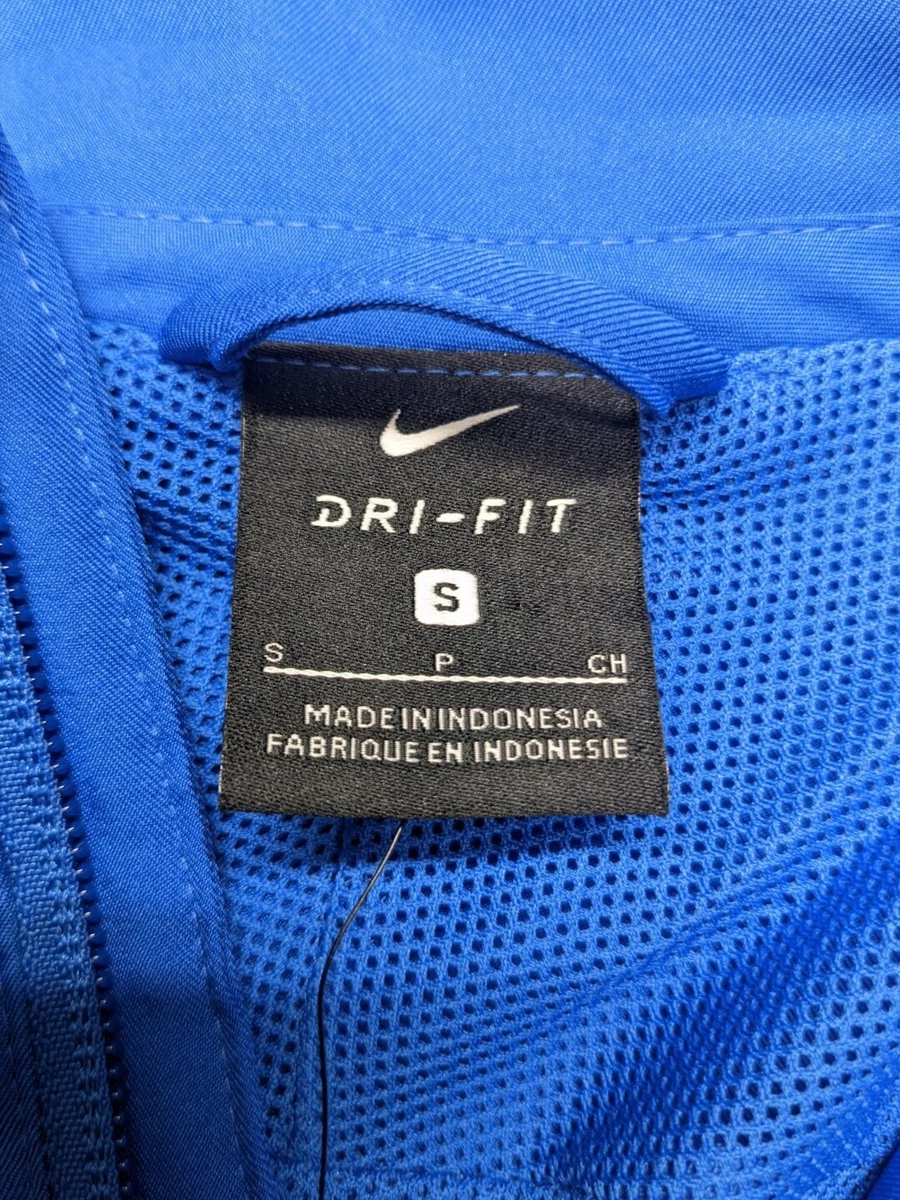 DRI-FIT
S
S P CH
MADE IN INDONESIA
FABRIQUE EN INDONESIE